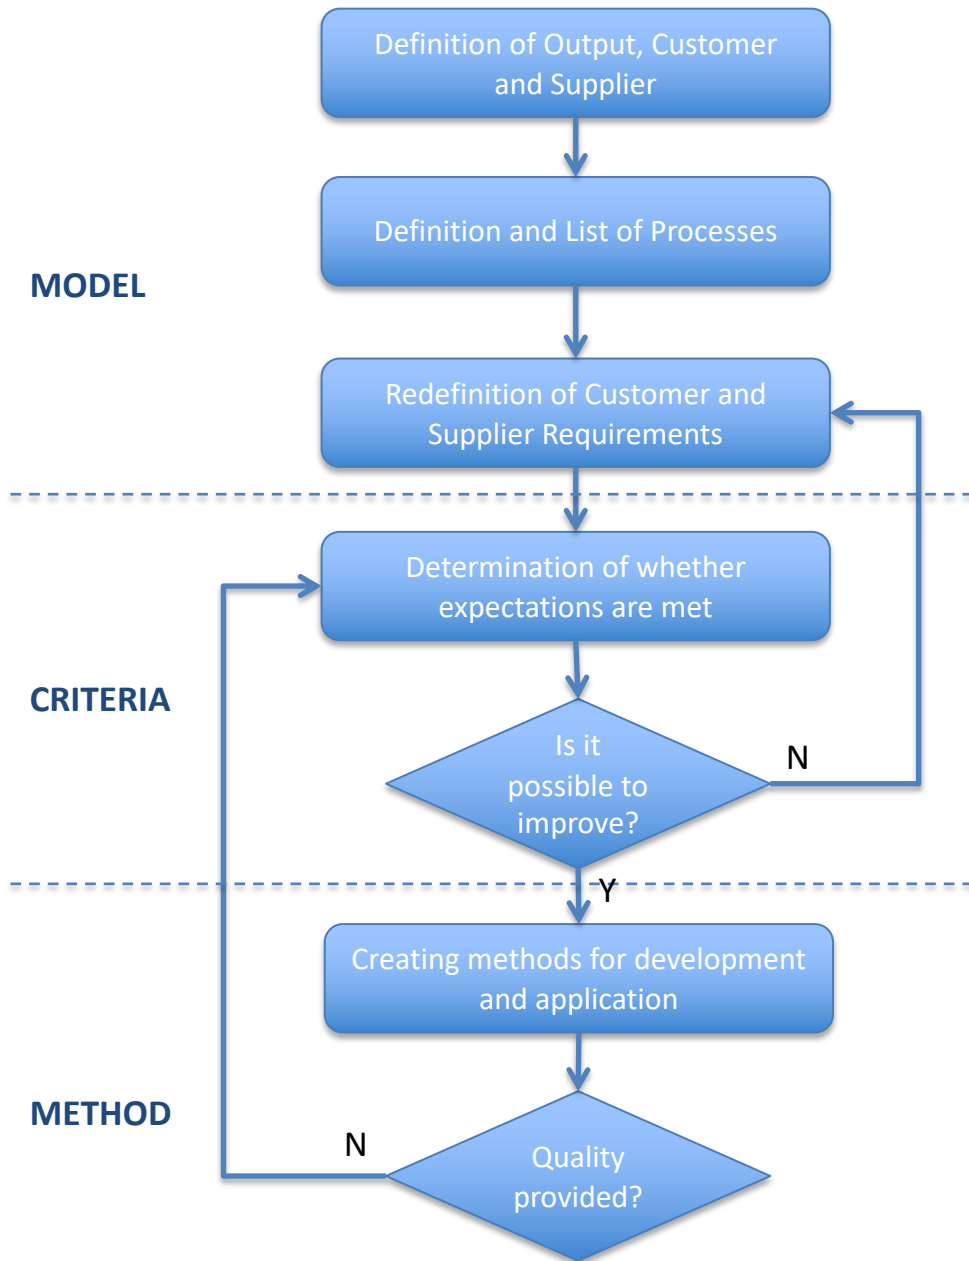 Definition of Output, Customer
and Supplier
Definition and List of Processes
MODEL
Redefinition of Customer and
Supplier Requirements
Determination of whether
expectations are met
CRITERIA
Is it
possible to
improve?
N
Y
Creating methods for development
and application
METHOD
N
Quality
provided?